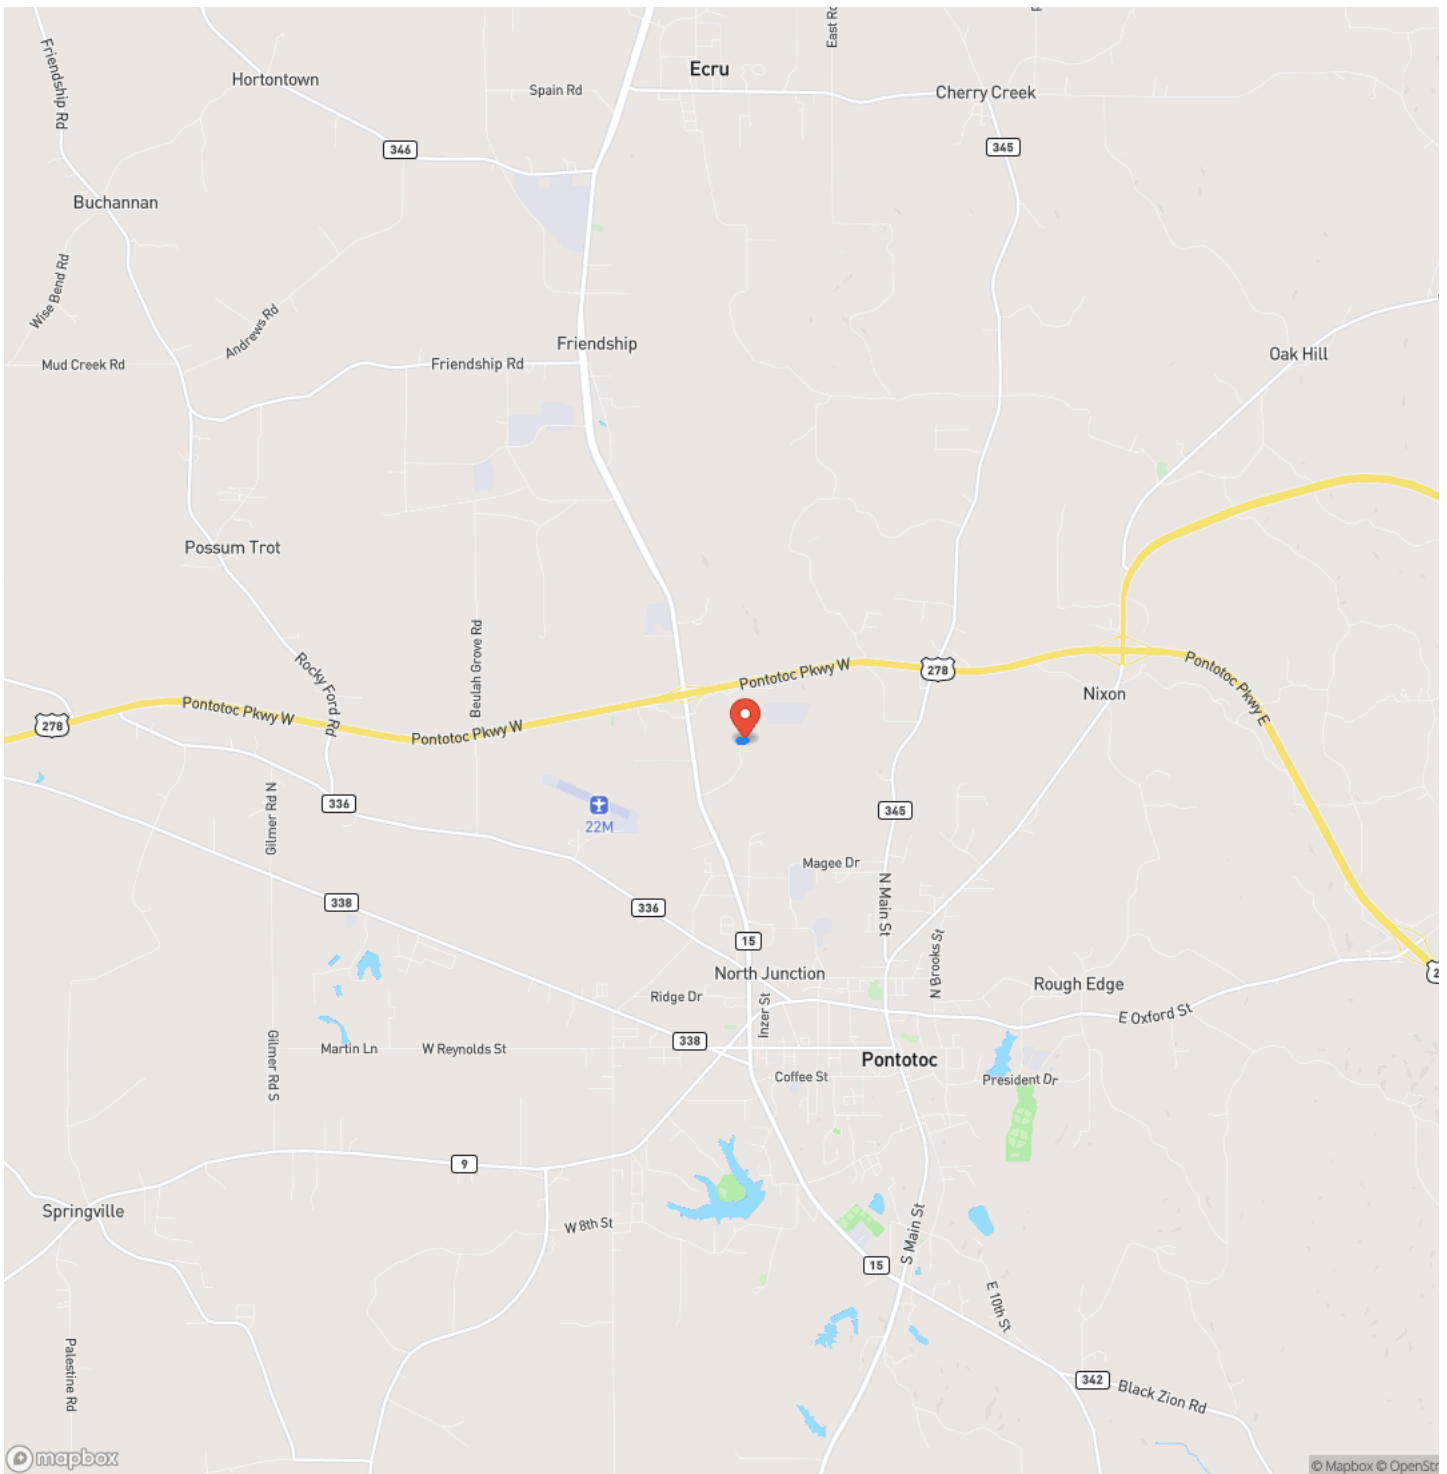 East Rd
Ecru
Hortontown
Spain Rd
Cherry Creek
Friendship Rd
346
345
Buchannan
Wise Bend Rd
Andrews Rd
Friendship
Mud Creek Rd
Friendship Rd
Oak Hill
Possum Trot
Beulah Grove Rd
Rocky Ford Rd
Pontotoc Pkwy W
278
Pontotoc Pkwy E
Nixon
Pontotoc Pkwy W
278
Pontotoc Pkwy W
336
Gilmer Rd N
22M
345
Magee Dr
338
336
N Main St
15
N Brooks St
North Junction
Rough Edge
Ridge Dr
Inzer St
E Oxford St
Gilmer Rd S
Martin Ln
W Reynolds St
338
Pontotoc
Coffee St
President Dr
9
Springville
W 8th St
S Main St
15
E 10th St
Palestine Rd
342
Black Zion Rd
mapbox
© Mapbox © OpenStr